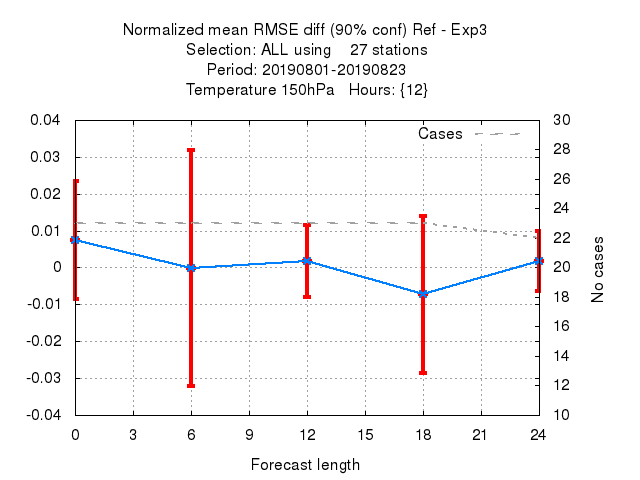 Normalized mean RMSE diff (90% conf) Ref - Exp3
Selection: ALL using    27 stations
Period: 20190801-20190823
Temperature 150hPa   Hours: {12}
Cases
0.04
0.03
0.02
0.01
0
-0.01
-0.02
-0.03
-0.04
30
28
26
24
22
20
18
16
14
12
10
No cases
0 3 6 9 12 15 18 21 24
Forecast length